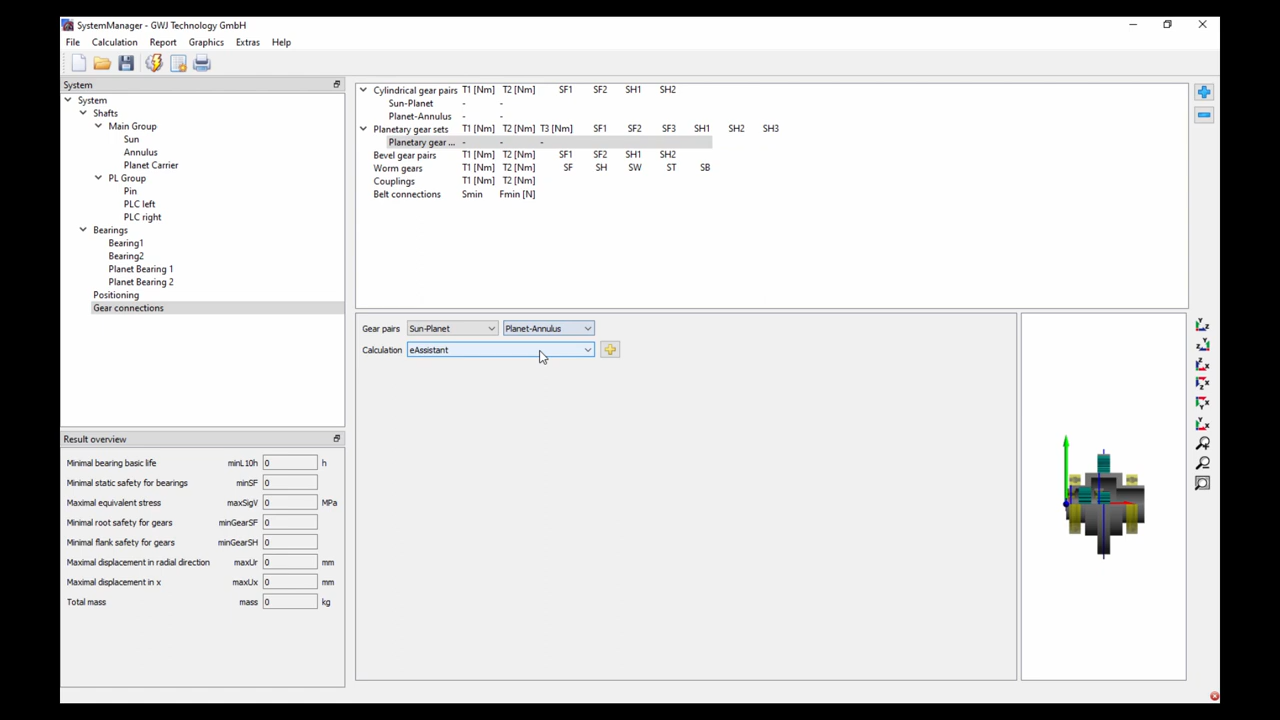 SystemManager - GWJ Technology GmbH
File Calculation Report Graphics Extras Help
System
System
Shafts
Main Group
Sun
Annulus
Planet Carrier
PL Group
Pin
PLC left
PLC right
Bearings
Bearing1
Bearing2
Planet Bearing 1
Planet Bearing 2
Positioning
Gear connections
Result overview
Minimal bearing basic life minL10h 0 h
Minimal static safety for bearings minSF 0
Maximal equivalent stress maxSigV 0 MPa
Minimal root safety for gears minGearSF 0
Minimal flank safety for gears minGearSH 0
Maximal displacement in radial direction maxUr 0 mm
Maximal displacement in x maxUx 0 mm
Total mass mass 0 kg
Cylindrical gear pairs T1 [Nm] T2 [Nm] SF1 SF2 SH1 SH2
Sun-Planet - -
Planet-Annulus - -
Planetary gear sets T1 [Nm] T2 [Nm] T3 [Nm] SF1 SF2 SF3 SH1 SH2 SH3
Planetary gear ... - - -
Bevel gear pairs T1 [Nm] T2 [Nm] SF1 SF2 SH1 SH2
Worm gears T1 [Nm] T2 [Nm] SF SH SW ST SB
Couplings T1 [Nm] T2 [Nm]
Belt connections Smin Fmin [N]
Gear pairs Sun-Planet Planet-Annulus
Calculation eAssistant